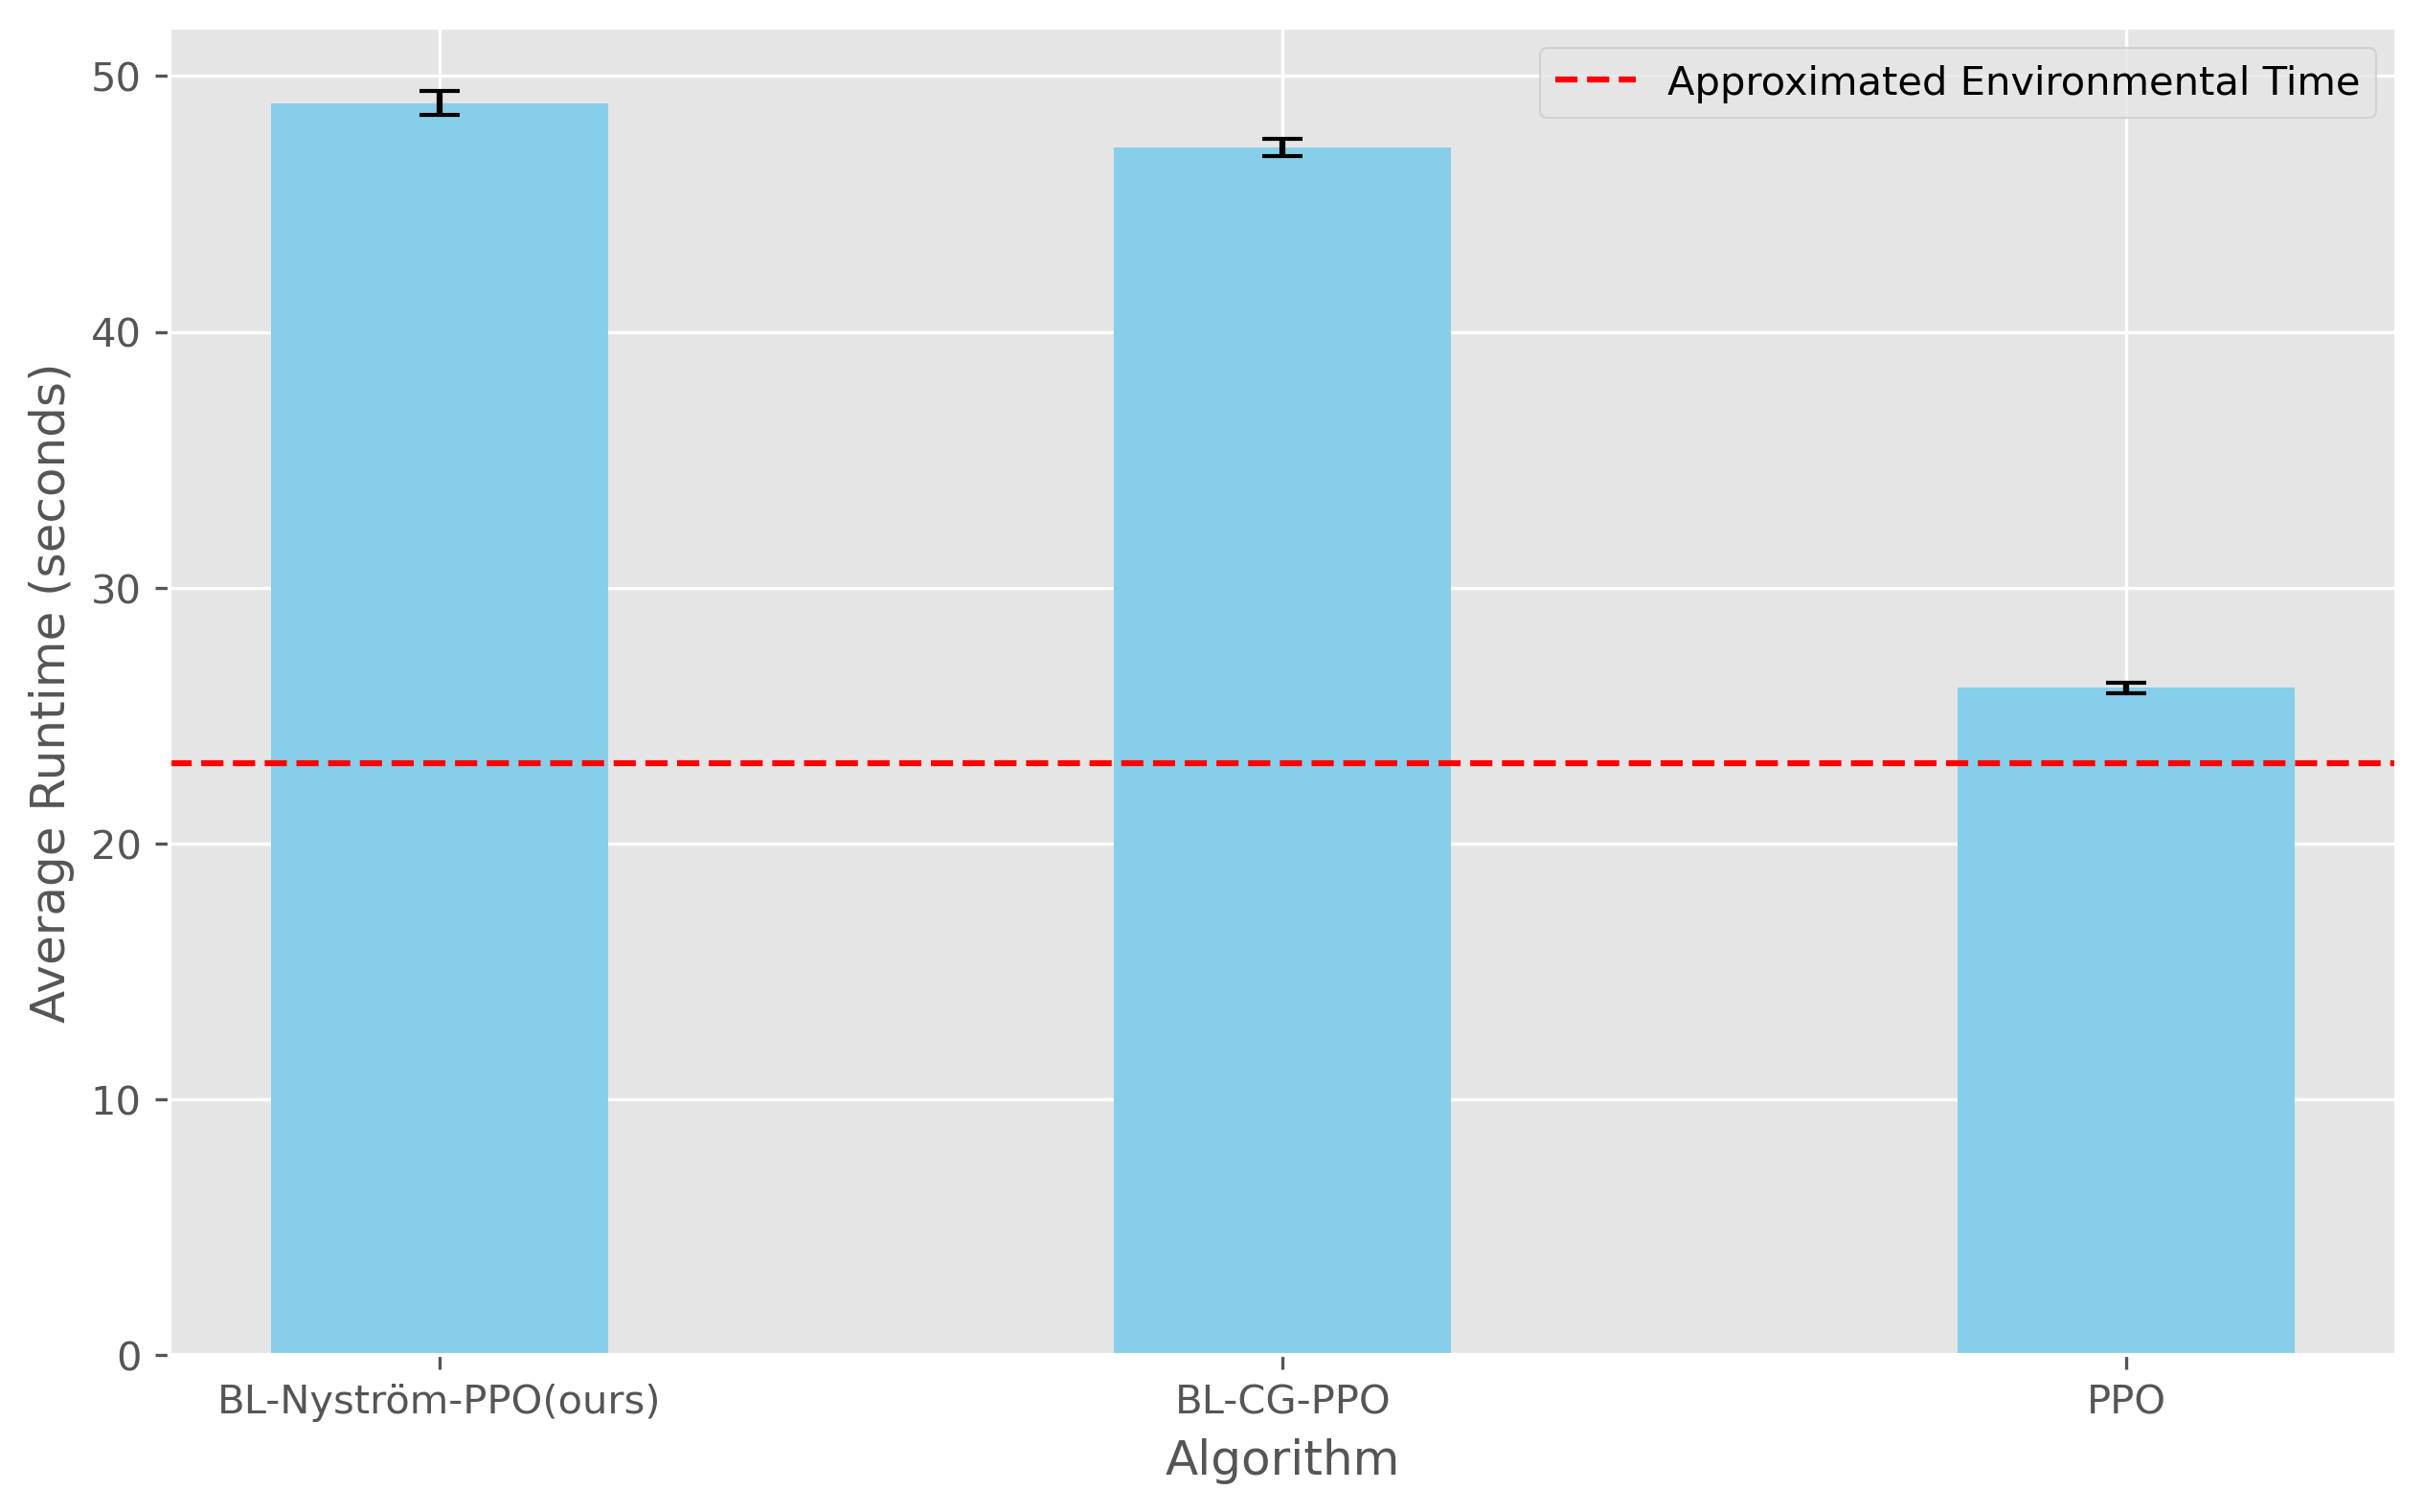 Approximated Environmental Time
Average Runtime (seconds)
50
40
30
20
10
0
BL-Nyström-PPO(ours) BL-CG-PPO PPO
Algorithm